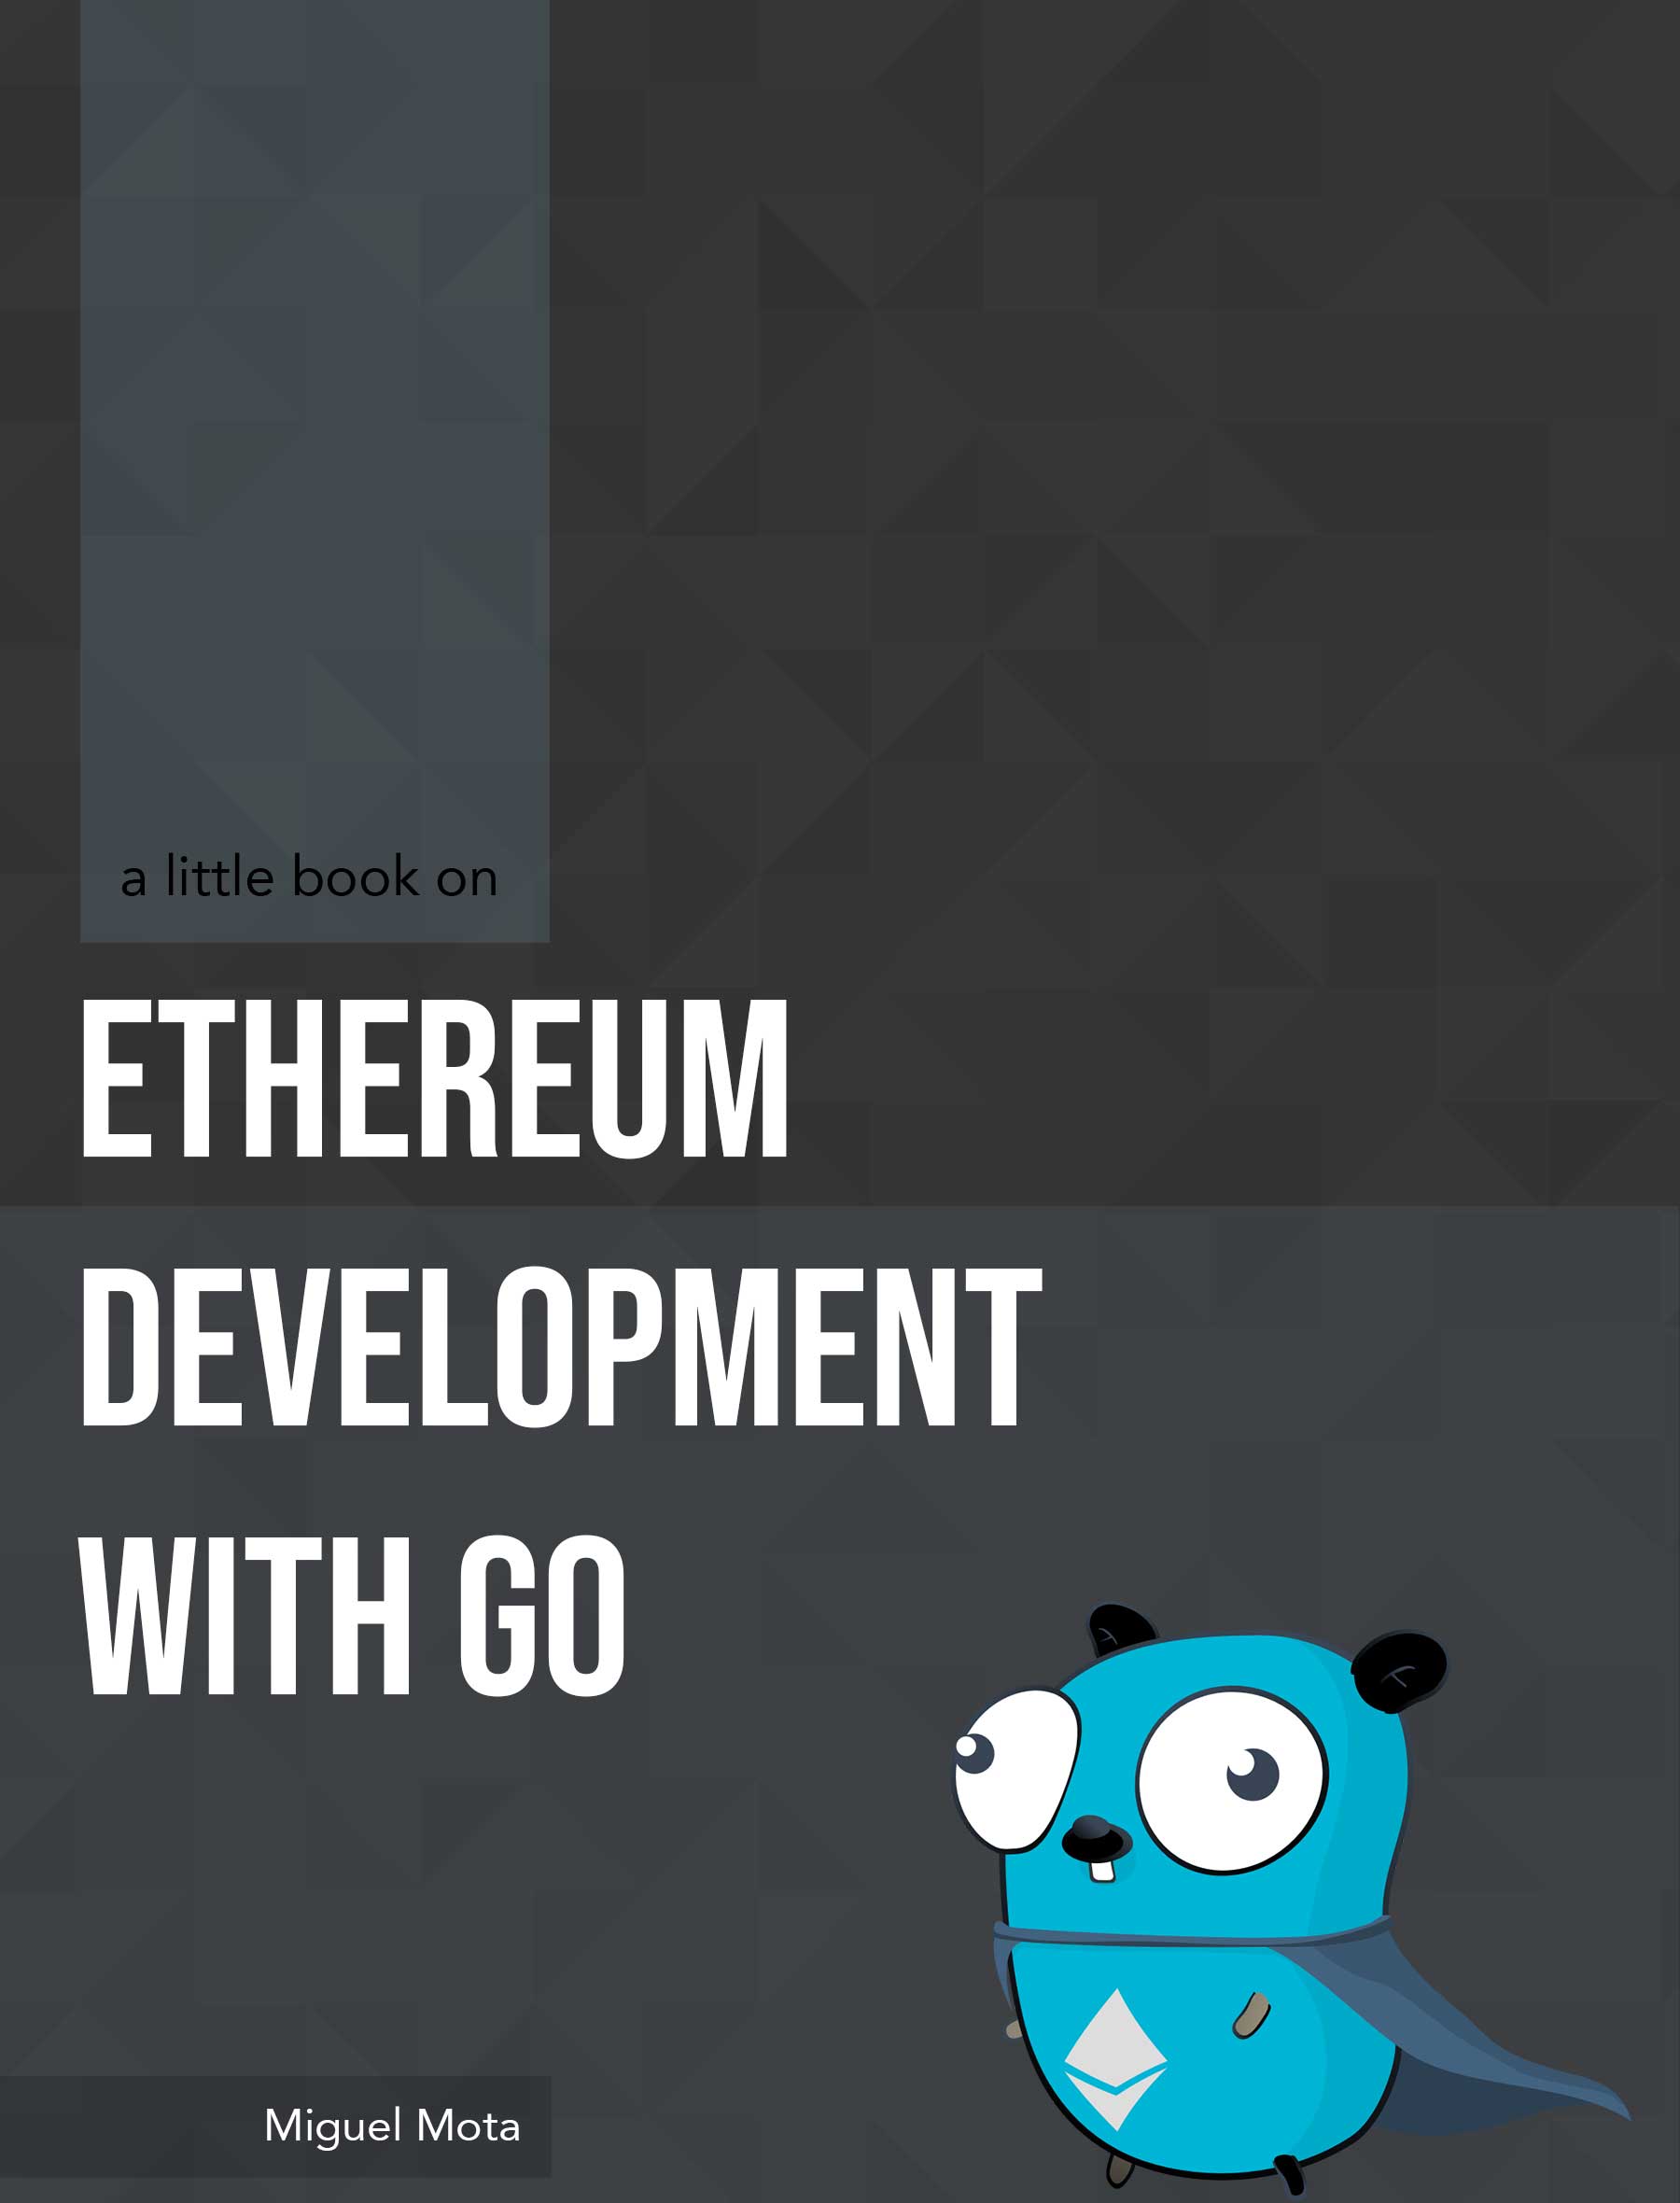 a little book on
ETHEREUM
DEVELOPMENT
WITH GO
Miguel Mota